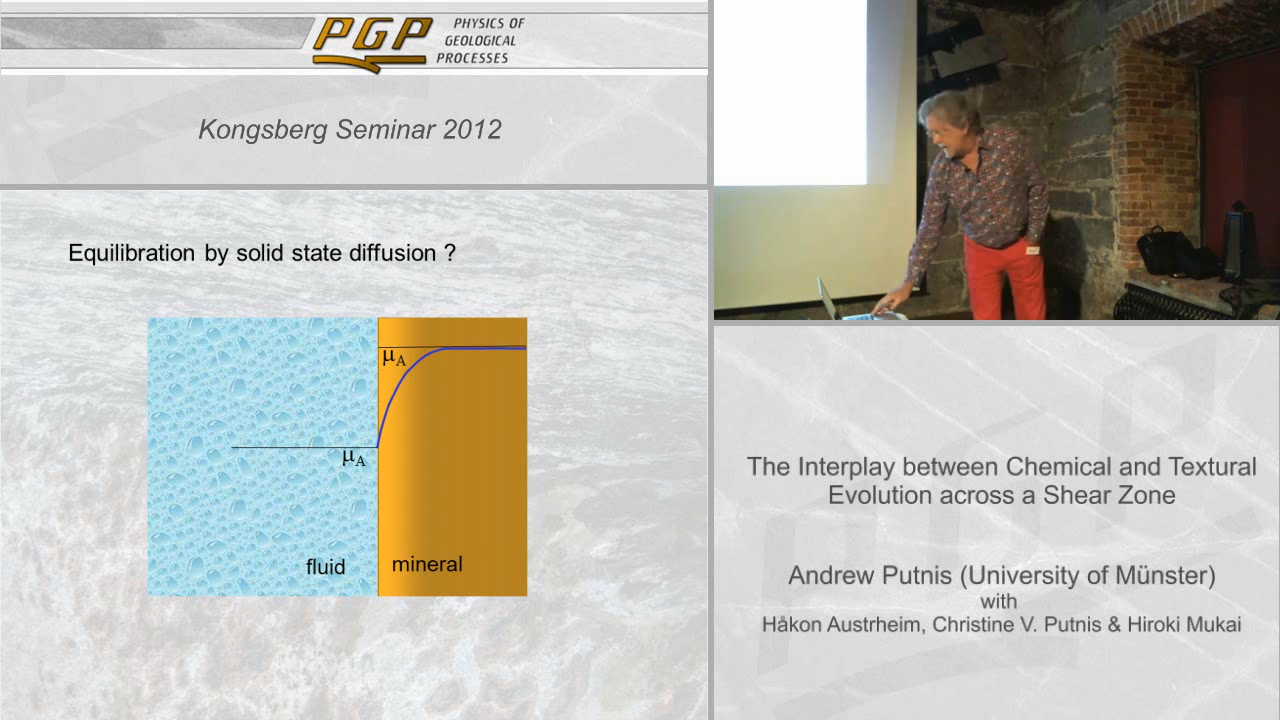 PGP
PHYSICS OF
GEOLOGICAL
PROCESSES
Kongsberg Seminar 2012
Equilibration by solid state diffusion ?
μA
μA
fluid
mineral
The Interplay between Chemical and Textural
Evolution across a Shear Zone
Andrew Putnis (University of Münster)
with
Håkon Austrheim, Christine V. Putnis & Hiroki Mukai